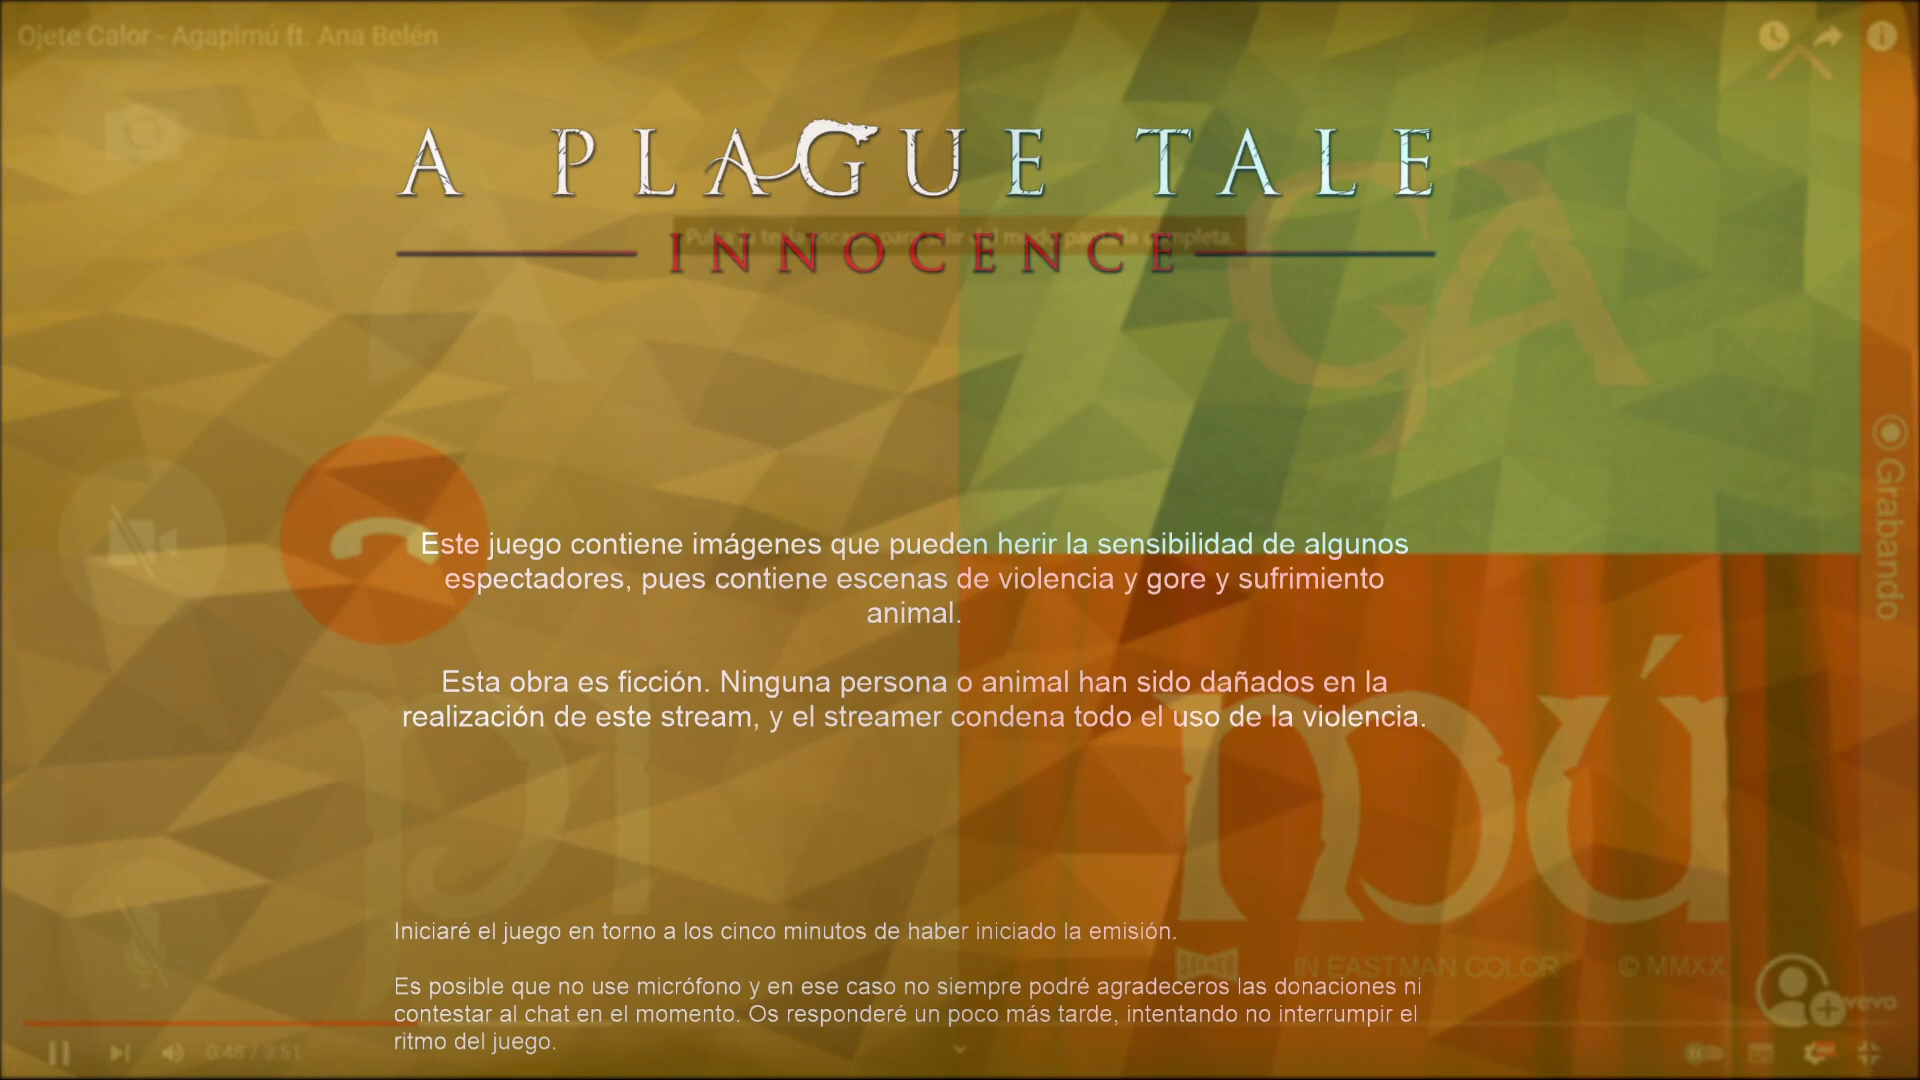 Ojete Calor - Agapimú ft. Ana Belén
A PLAGUE TALE
INNOCENCE
A
GA
Grabando
Este juego contiene imágenes que pueden herir la sensibilidad de algunos
espectadores, pues contiene escenas de violencia y gore y sufrimiento
animal.
Esta obra es ficción. Ninguna persona o animal han sido dañados en la
realización de este stream, y el streamer condena todo el uso de la violencia.
pi
mú
Iniciaré el juego en torno a los cinco minutos de haber iniciado la emisión.
IN EASTMAN COLOR
© MMXX
Es posible que no use micrófono y en ese caso no siempre podré agradeceros las donaciones ni
contestar al chat en el momento. Os responderé un poco más tarde, intentando no interrumpir el
ritmo del juego.
vevo
0:48 / 3:51